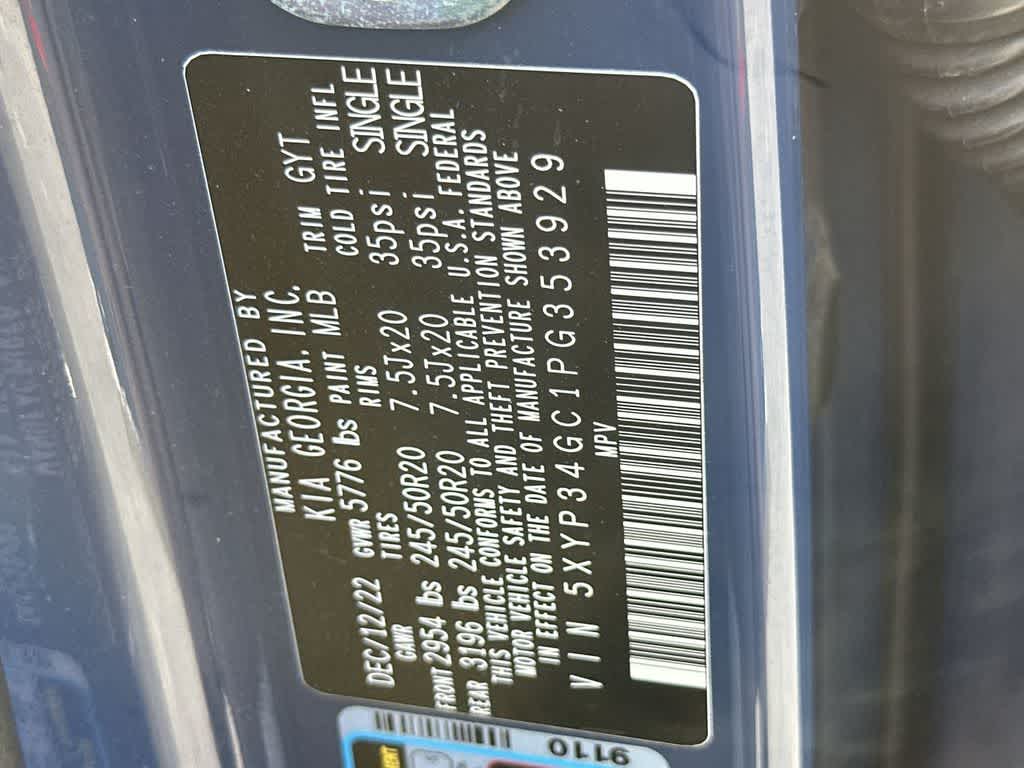 MANUFACTURED BY
KIA GEORGIA. INC.
DEC/12/22 GVWR 5776 lbs PAINT MLB TRIM GYT
GAWR TIRES RIMS COLD TIRE INFL
FRONT 2954 lbs 245/50R20 7.5Jx20 35psi SINGLE
REAR 3196 lbs 245/50R20 7.5Jx20 35psi SINGLE
THIS VEHICLE CONFORMS TO ALL APPLICABLE U.S.A. FEDERAL
MOTOR VEHICLE SAFETY AND THEFT PREVENTION STANDARDS
IN EFFECT ON THE DATE OF MANUFACTURE SHOWN ABOVE
VIN 5XYP34GC1PG353929
MPV
9110